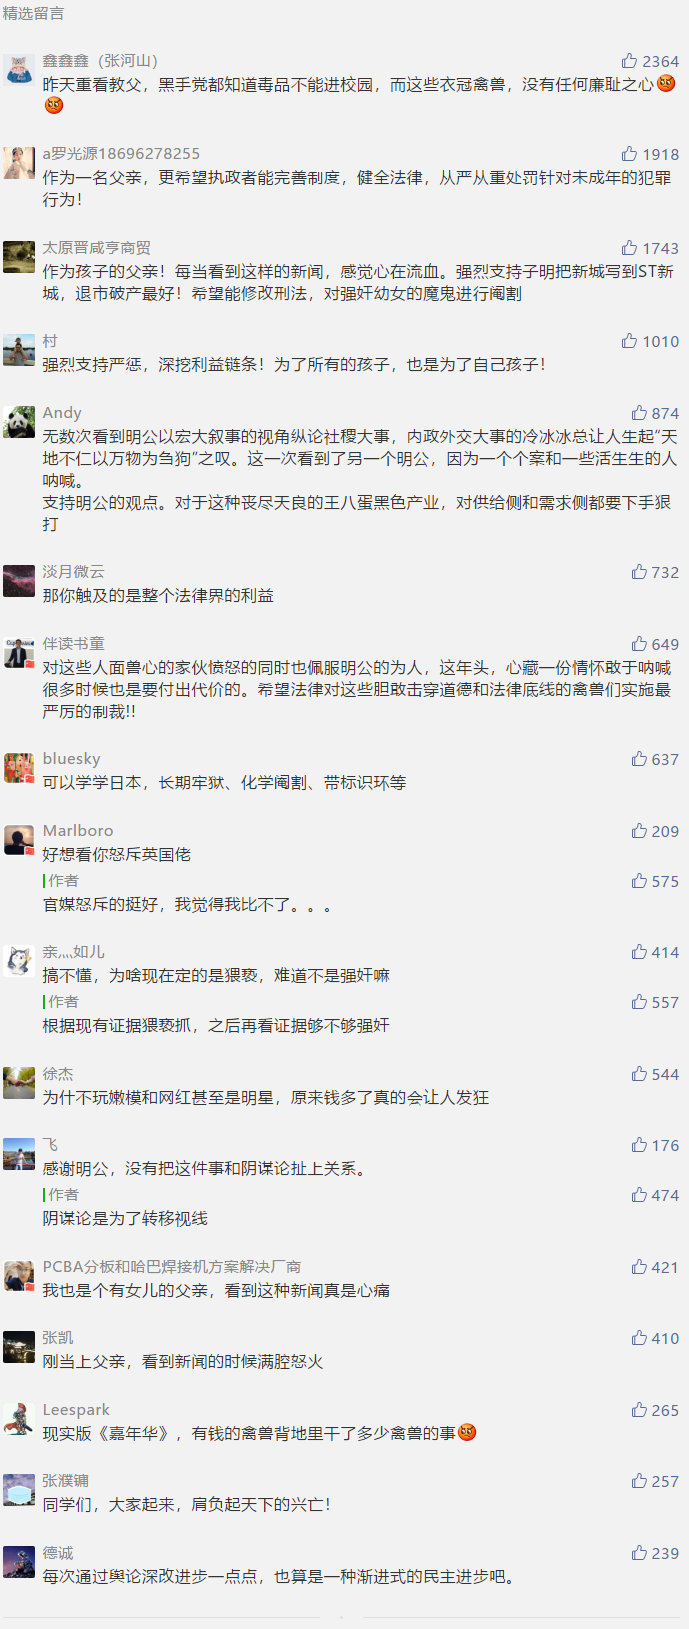 精选留言
鑫鑫鑫（张河山） 2364
昨天重看教父，黑手党都知道毒品不能进校园，而这些衣冠禽兽，没有任何廉耻之心
a罗光源18696278255 1918
作为一名父亲，更希望执政者能完善制度，健全法律，从严从重处罚针对未成年的犯罪
行为！
太原晋咸亨商贸 1743
作为孩子的父亲！每当看到这样的新闻，感觉心在流血。强烈支持子明把新城写到ST新
城，退市破产最好！希望能修改刑法，对强奸幼女的魔鬼进行阉割
村 1010
强烈支持严惩，深挖利益链条！为了所有的孩子，也是为了自己孩子！
Andy 874
无数次看到明公以宏大叙事的视角纵论社稷大事，内政外交大事的冷冰冰总让人生起“天
地不仁以万物为刍狗”之叹。这一次看到了另一个明公，因为一个个案和一些活生生的人
呐喊。
支持明公的观点。对于这种丧尽天良的王八蛋黑色产业，对供给侧和需求侧都要下手狠
打
淡月微云 732
那你触及的是整个法律界的利益
伴读书童 649
对这些人面兽心的家伙愤怒的同时也佩服明公的为人，这年头，心藏一份情怀敢于呐喊
很多时候也是要付出代价的。希望法律对这些胆敢击穿道德和法律底线的禽兽们实施最
严厉的制裁!!
bluesky 637
可以学学日本，长期牢狱、化学阉割、带标识环等
Marlboro 209
好想看你怒斥英国佬
作者 575
官媒怒斥的挺好，我觉得我比不了。。。
亲灬如儿 414
搞不懂，为啥现在定的是猥亵，难道不是强奸嘛
作者 557
根据现有证据猥亵抓，之后再看证据够不够强奸
徐杰 544
为什不玩嫩模和网红甚至是明星，原来钱多了真的会让人发狂
飞 176
感谢明公，没有把这件事和阴谋论扯上关系。
作者 474
阴谋论是为了转移视线
PCBA分板和哈巴焊接机方案解决厂商 421
我也是个有女儿的父亲，看到这种新闻真是心痛
张凯 410
刚当上父亲，看到新闻的时候满腔怒火
Leespark 265
现实版《嘉年华》，有钱的禽兽背地里干了多少禽兽的事
张濮镛 257
同学们，大家起来，肩负起天下的兴亡！
德诚 239
每次通过舆论深改进步一点点，也算是一种渐进式的民主进步吧。